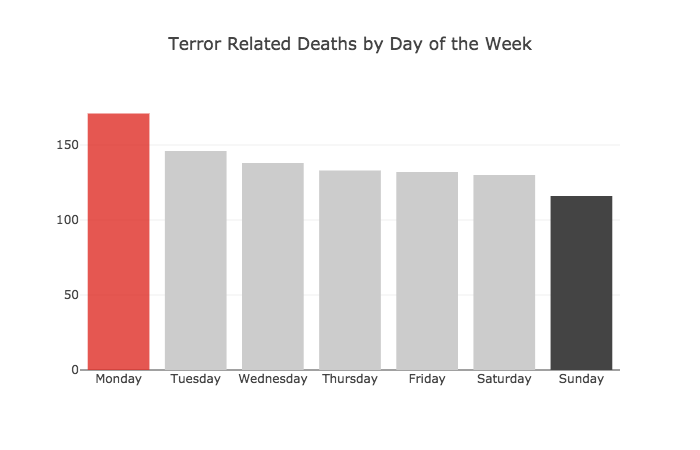 Terror Related Deaths by Day of the Week
150
100
50
0
Monday Tuesday Wednesday Thursday Friday Saturday Sunday